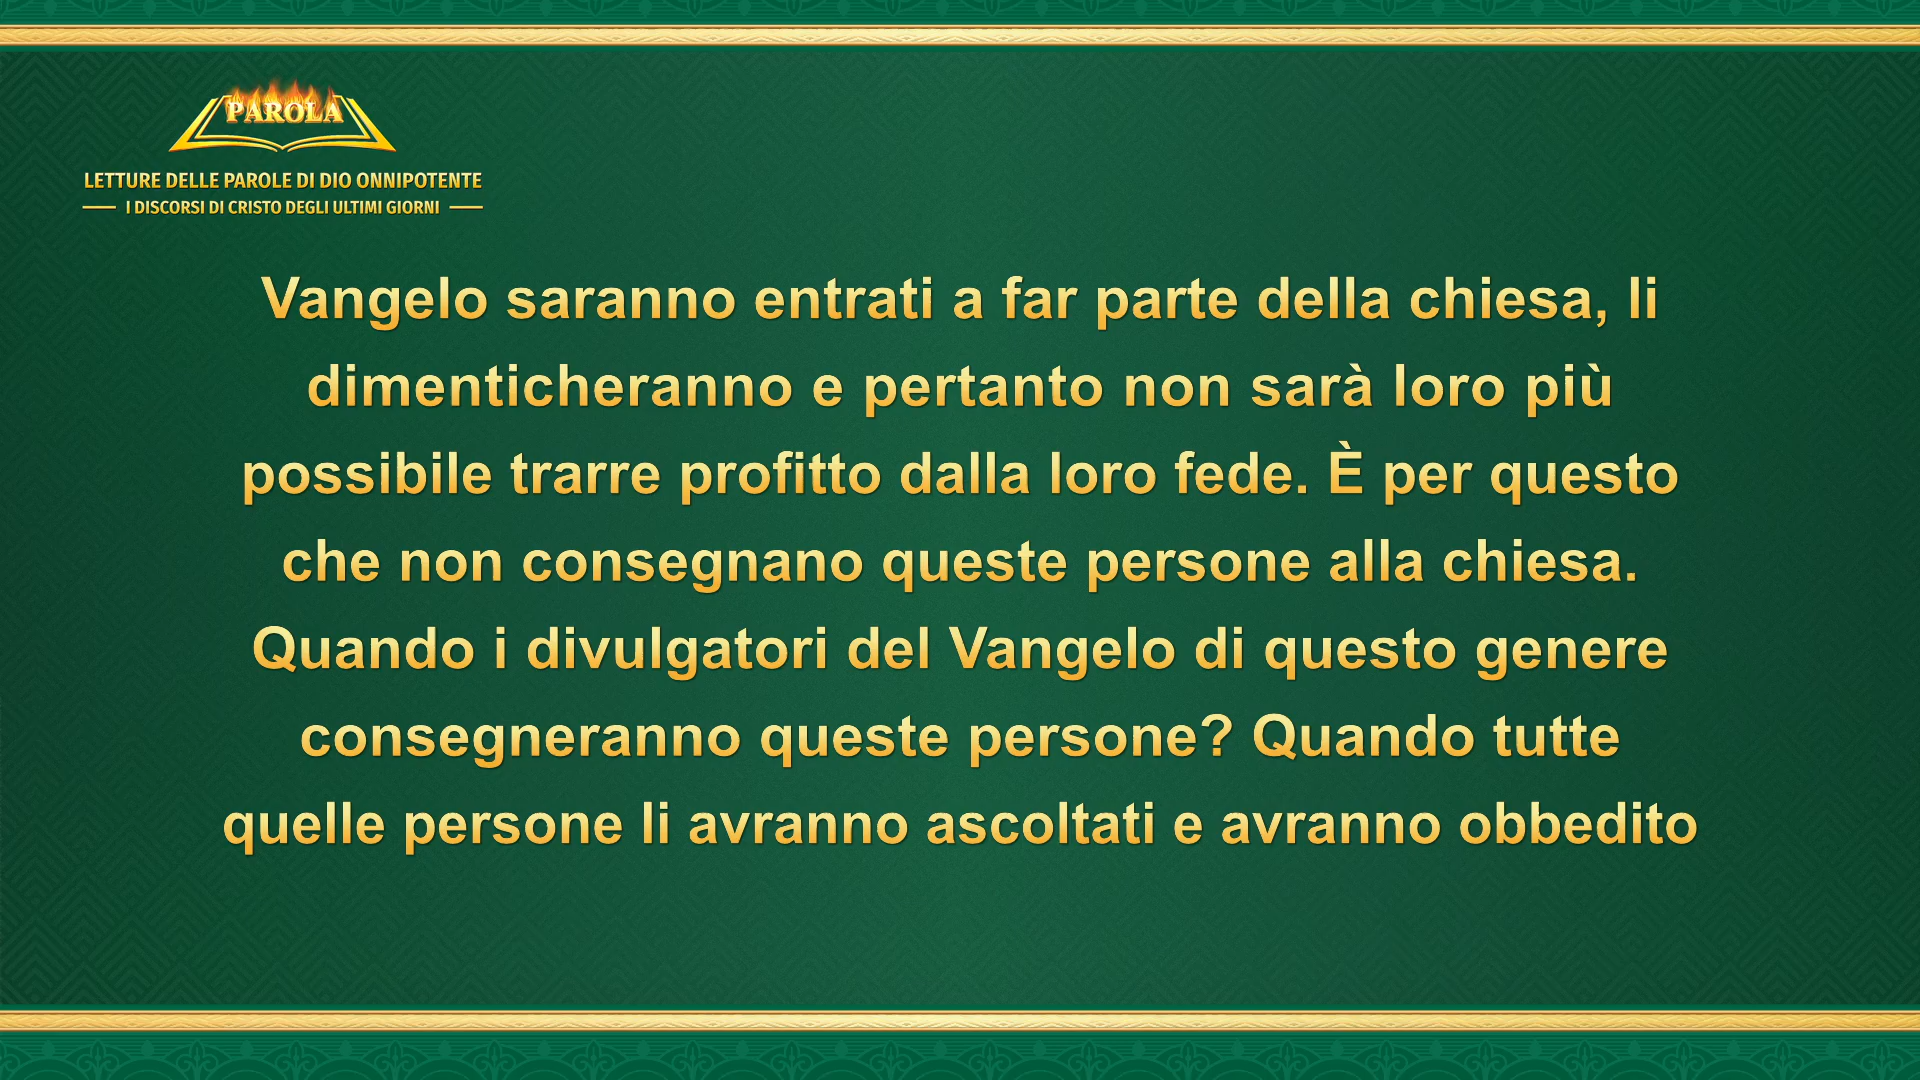 PAROLA
LETTURE DELLE PAROLE DI DIO ONNIPOTENTE
I DISCORSI DI CRISTO DEGLI ULTIMI GIORNI
Vangelo saranno entrati a far parte della chiesa, li
dimenticheranno e pertanto non sarà loro più
possibile trarre profitto dalla loro fede. È per questo
che non consegnano queste persone alla chiesa.
Quando i divulgatori del Vangelo di questo genere
consegneranno queste persone? Quando tutte
quelle persone li avranno ascoltati e avranno obbedito